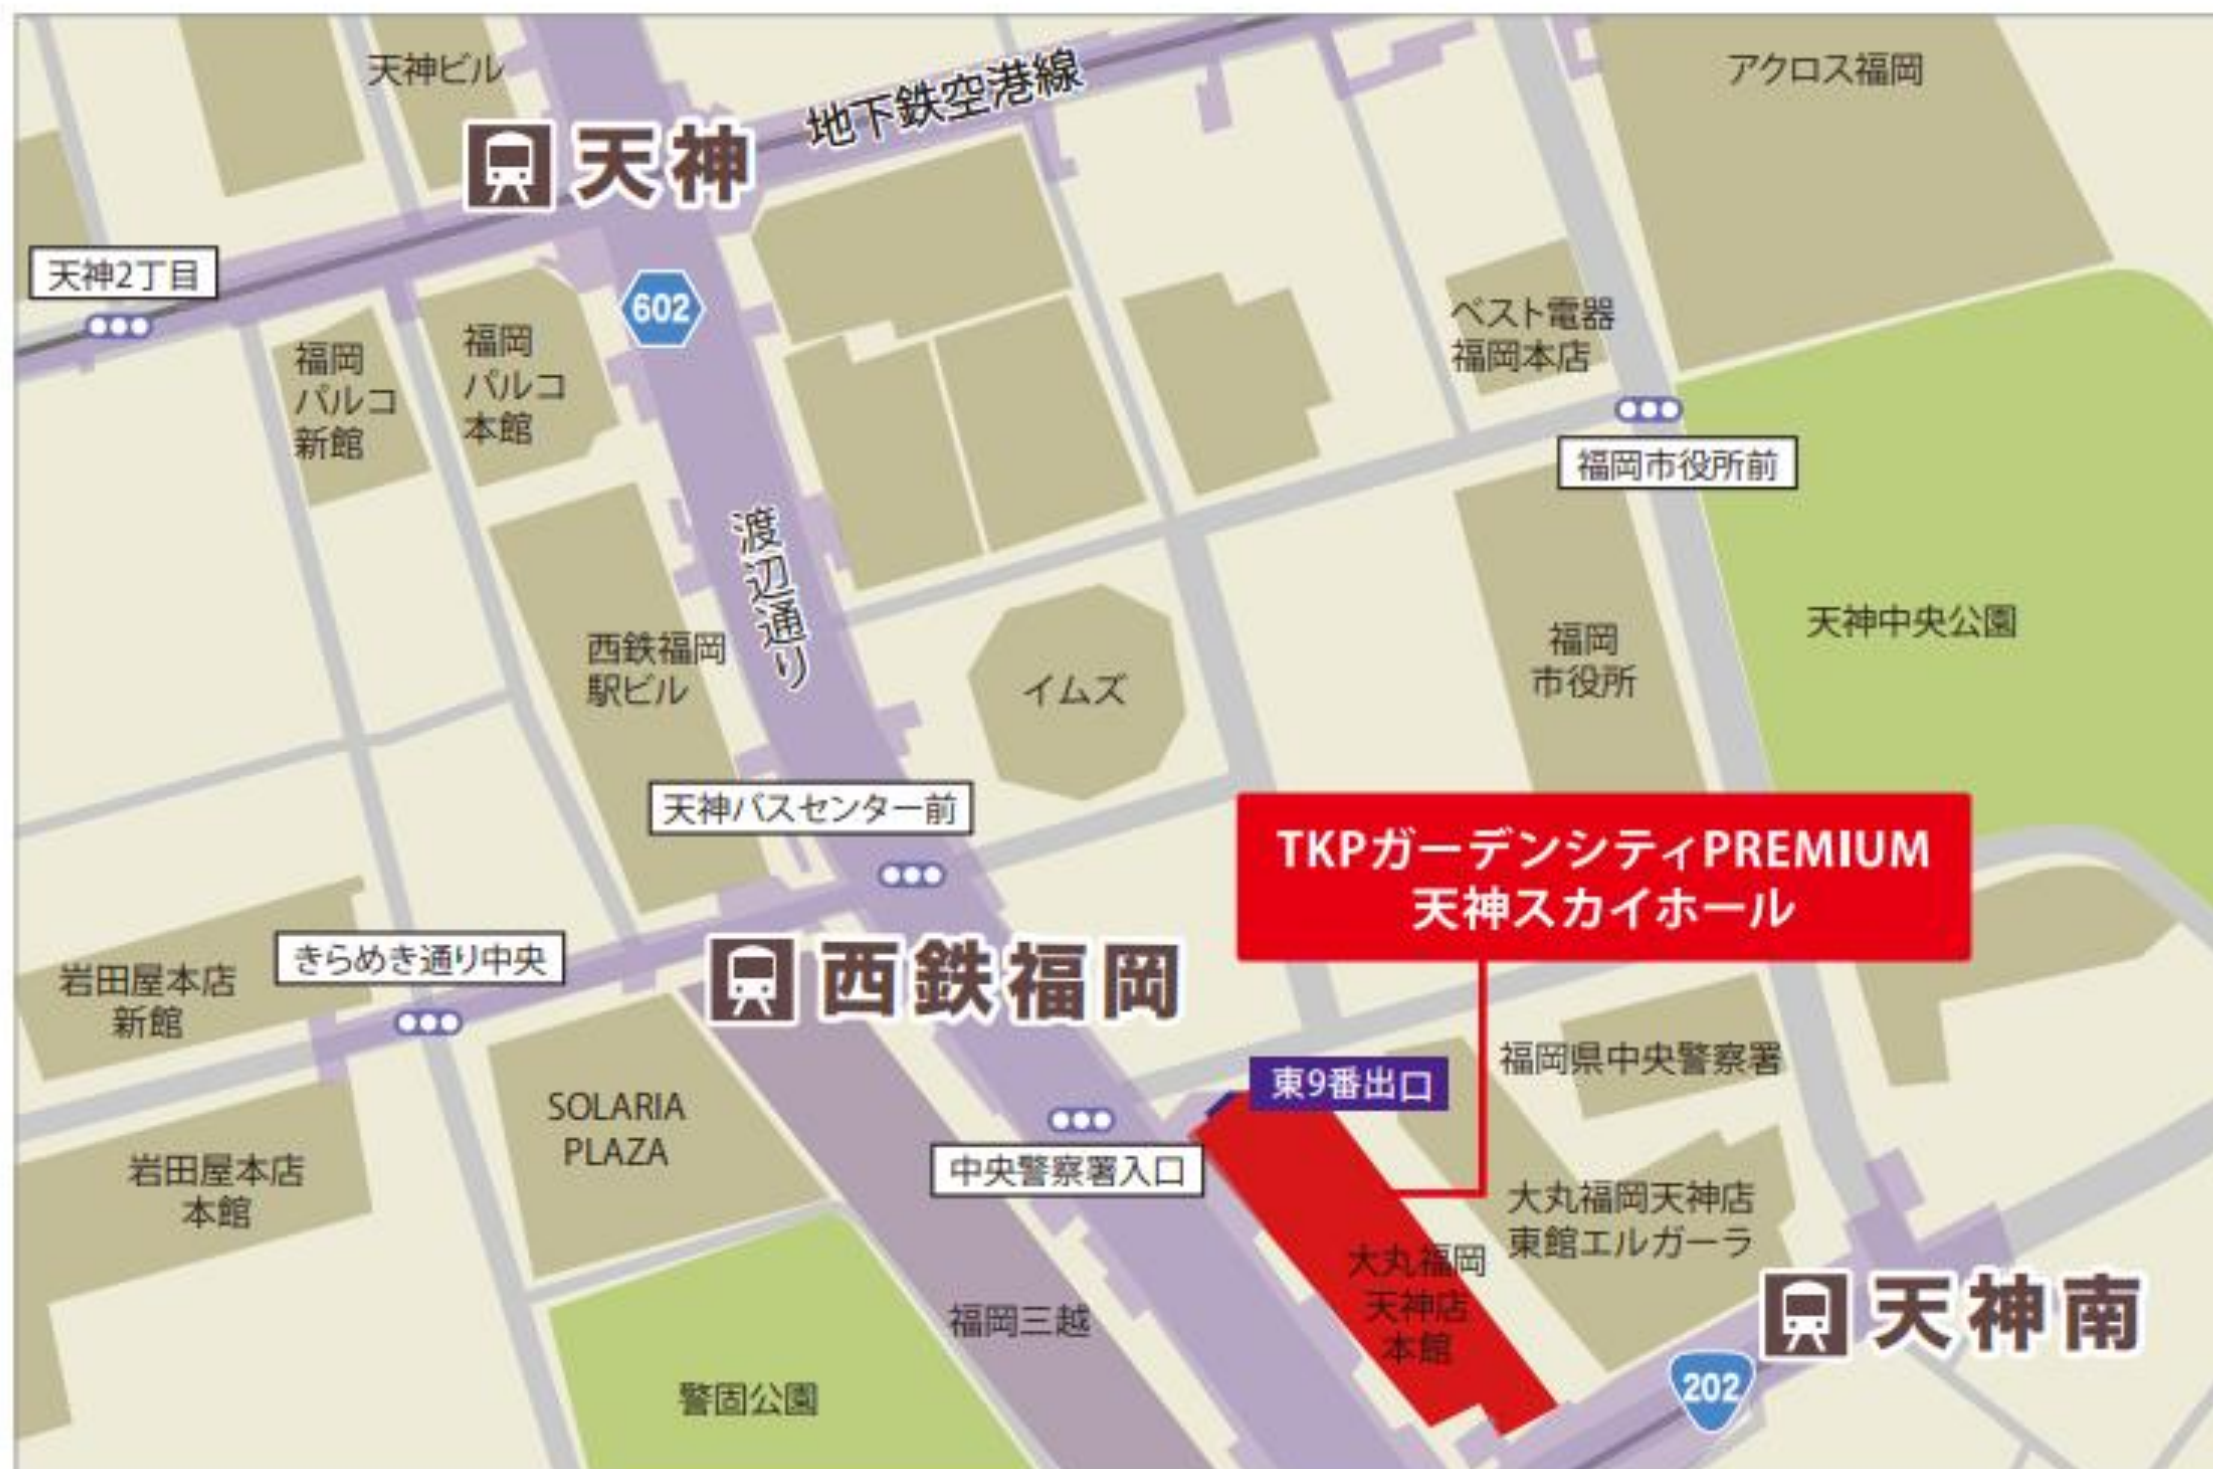 天神ビル
地下鉄空港線
アクロス福岡
天神
天神2丁目
602
福岡
パルコ
新館
福岡
パルコ
本館
ベスト電器
福岡本店
福岡市役所前
渡辺通り
西鉄福岡
駅ビル
イムズ
福岡
市役所
天神中央公園
天神バスセンター前
TKPガーデンシティPREMIUM
天神スカイホール
きらめき通り中央
岩田屋本店
新館
西鉄福岡
東9番出口
福岡県中央警察署
SOLARIA
PLAZA
岩田屋本店
本館
中央警察署入口
大丸福岡天神店
東館エルガーラ
大丸福岡
天神店
本館
福岡三越
天神南
警固公園
202